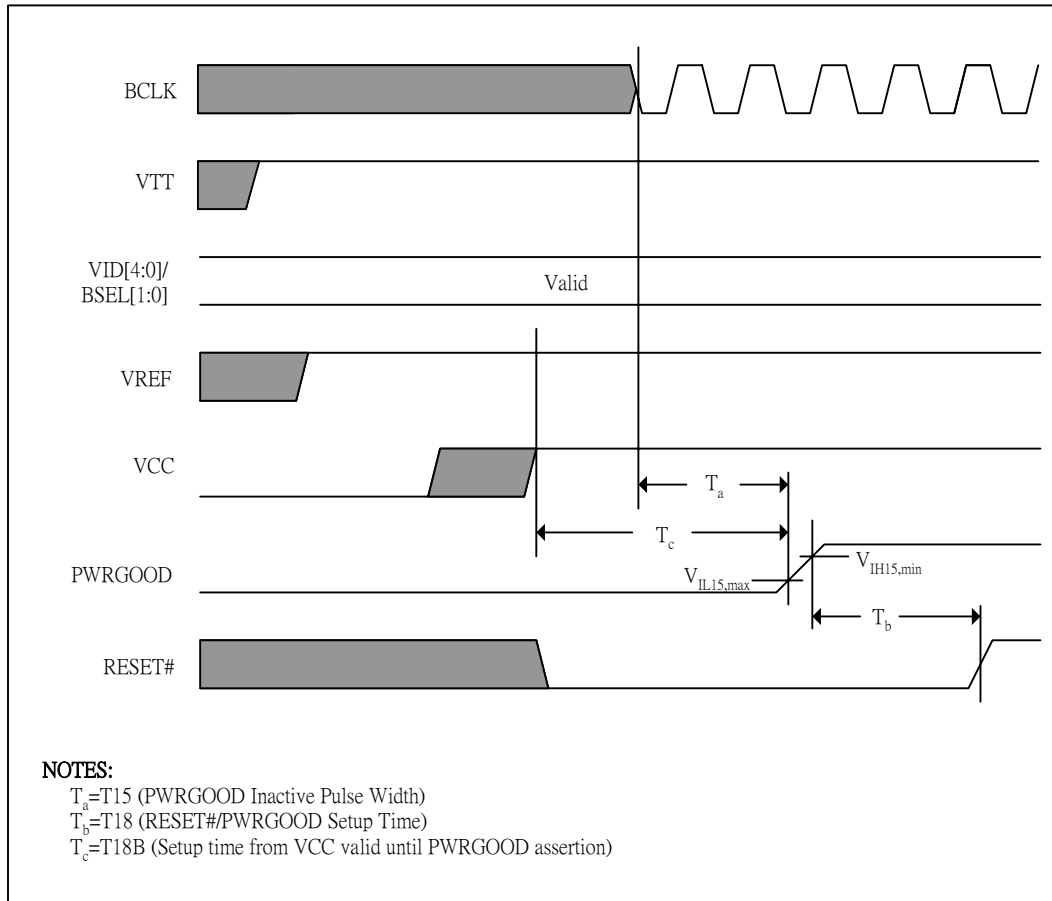 BCLK
VTT
VID[4:0]/
BSEL[1:0]
Valid
VREF
VCC
Ta
Tc
PWRGOOD
VIL15,max
VIH15,min
Tb
RESET#
NOTES:
Ta=T15 (PWRGOOD Inactive Pulse Width)
Tb=T18 (RESET#/PWRGOOD Setup Time)
Tc=T18B (Setup time from VCC valid until PWRGOOD assertion)